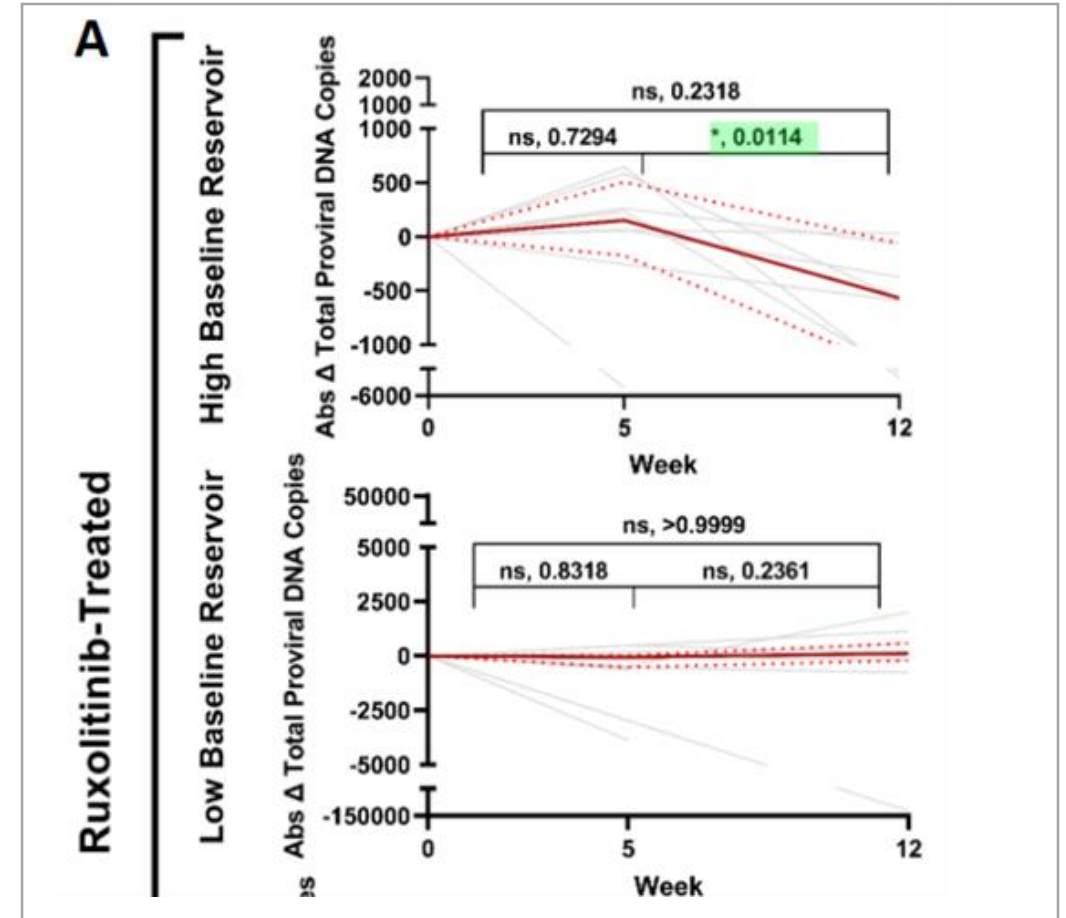 A
Ruxolitinib-Treated
High Baseline Reservoir
Abs Δ Total Proviral DNA Copies
2000
1000
1000
500
0
-500
-1000
-6000
ns, 0.2318
ns, 0.7294
*, 0.0114
0 5 12
Week
Low Baseline Reservoir
Abs Δ Total Proviral DNA Copies
50000
5000
2500
0
-2500
-5000
-150000
ns, >0.9999
ns, 0.8318
ns, 0.2361
0 5 12
Week
es